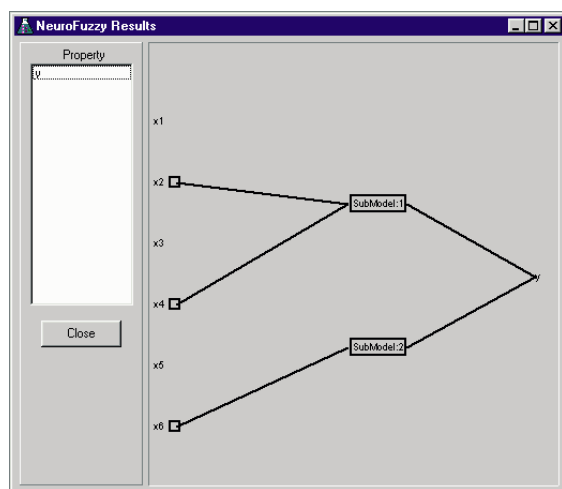 NeuroFuzzy Results
Property
y
Close
x1
x2
x3
x4
x5
x6
SubModel:1
SubModel:2
y